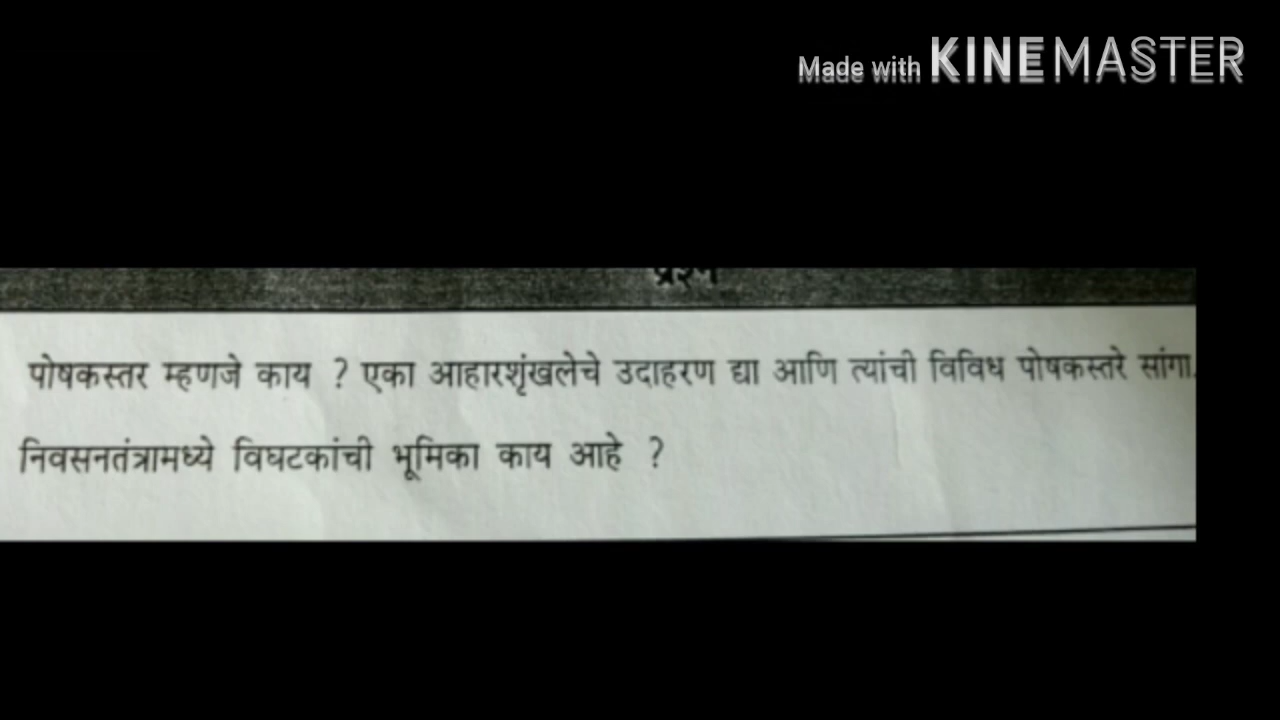 Made with KINEMASTER
प्रश्न
पोषकस्तर म्हणजे काय ? एका आहारशृंखलेचे उदाहरण द्या आणि त्यांची विविध पोषकस्तरे सांगा.
निवसनतंत्रामध्ये विघटकांची भूमिका काय आहे ?